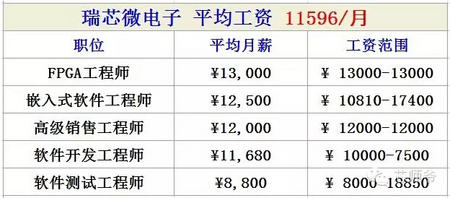 瑞芯微电子 平均工资 11596/月
职位 平均月薪 工资范围
FPGA工程师 ¥13,000 ¥ 13000-13000
嵌入式软件工程师 ¥12,500 ¥ 10810-17400
高级销售工程师 ¥12,000 ¥ 12000-12000
软件开发工程师 ¥11,680 ¥ 10000-7500
软件测试工程师 ¥8,800 ¥ 8000-18850
芯师爷